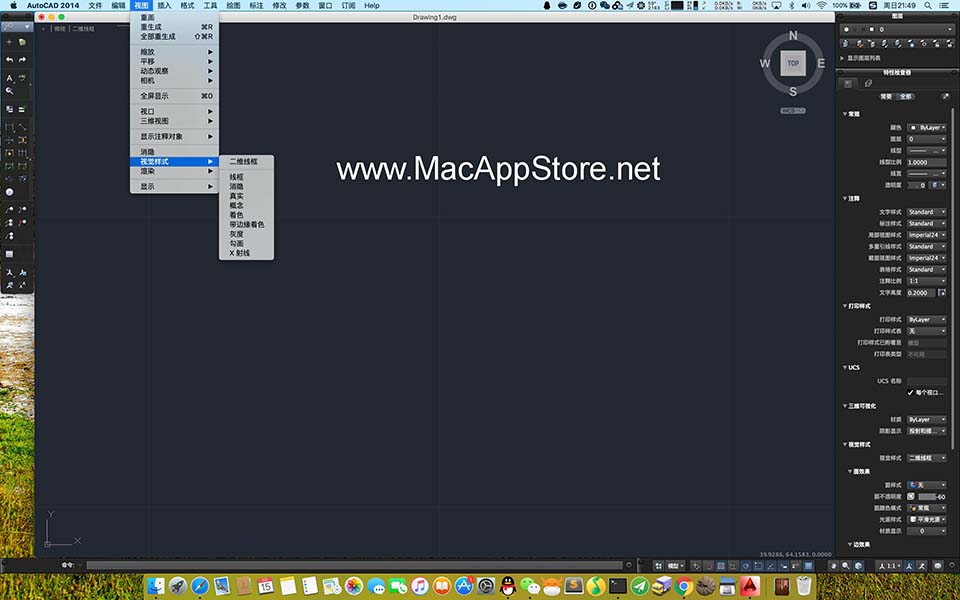 AutoCAD 2014 文件 编辑 视图 插入 格式 工具 绘图 标注 修改 参数 窗口 订阅 Help
100% 周日21:49
Drawing1.dwg
俯视 二维线框
重画
重生成 ⌘R
全部重生成 ⇧⌘R
缩放
平移
动态观察
相机
全屏显示 ⌘0
视口
三维视图
显示注释对象
消隐
视觉样式
渲染
显示
二维线框
线框
消隐
真实
概念
着色
带边缘着色
灰度
勾画
X 射线
www.MacAppStore.net
N
W TOP E
S
WCS
图层
0
显示图层列表
特性检查器
常要 全部
常规
颜色 ByLayer
图层 0
线型
线型比例 1.0000
线宽
透明度 0
注释
文字样式 Standard
标注样式 Standard
局部视图样式 Imperial24
多重引线样式 Standard
截面视图样式 Imperial24
表格样式 Standard
注释比例 1:1
文字高度 0.2000
打印样式
打印样式 ByLayer
打印样式表 无
打印样式已附着至 模型
打印表类型 不可用
UCS
UCS 名称
每个视口...
三维可视化
材质 ByLayer
阴影显示
视觉样式
视觉样式 二维线框
面效果
面样式 无
面不透明度 -60
面颜色模式 常规
光源样式 平滑光源
材质显示 0
边效果
Y
X
39.9286, 64.1583, 0.0000
命令:
模型
1:1
15